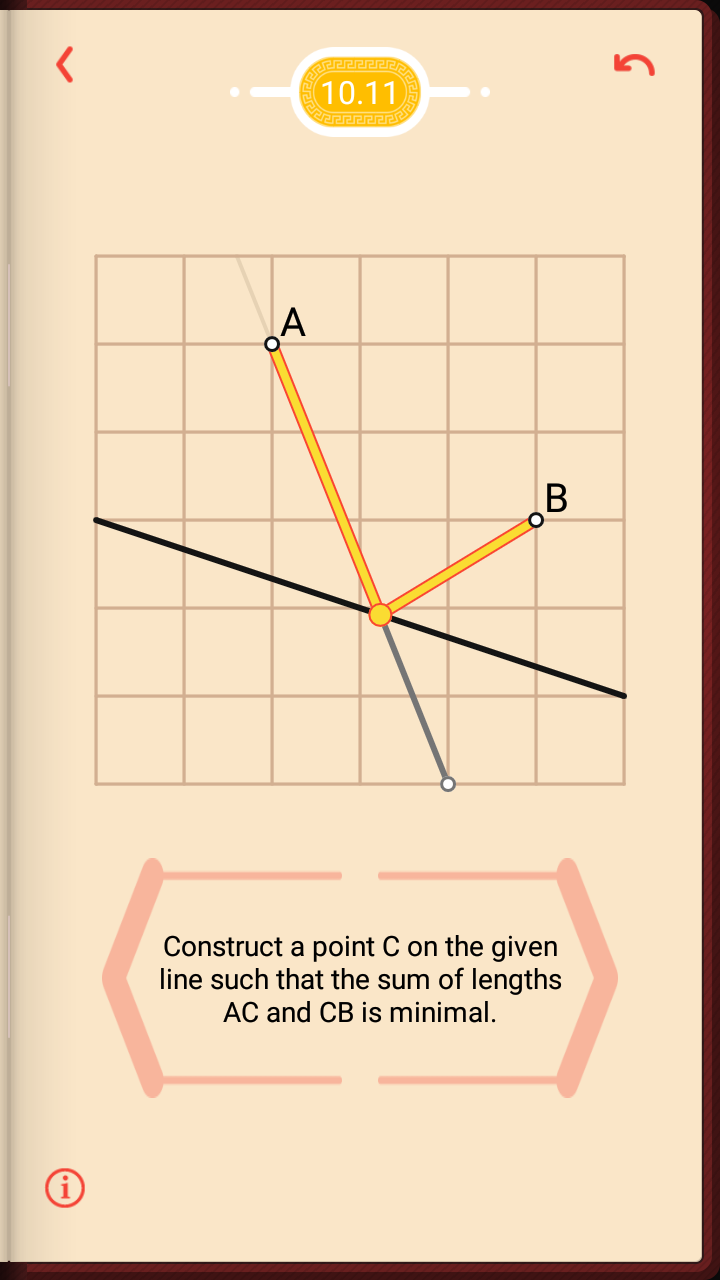 10.11
A
B
Construct a point C on the given
line such that the sum of lengths
AC and CB is minimal.
i